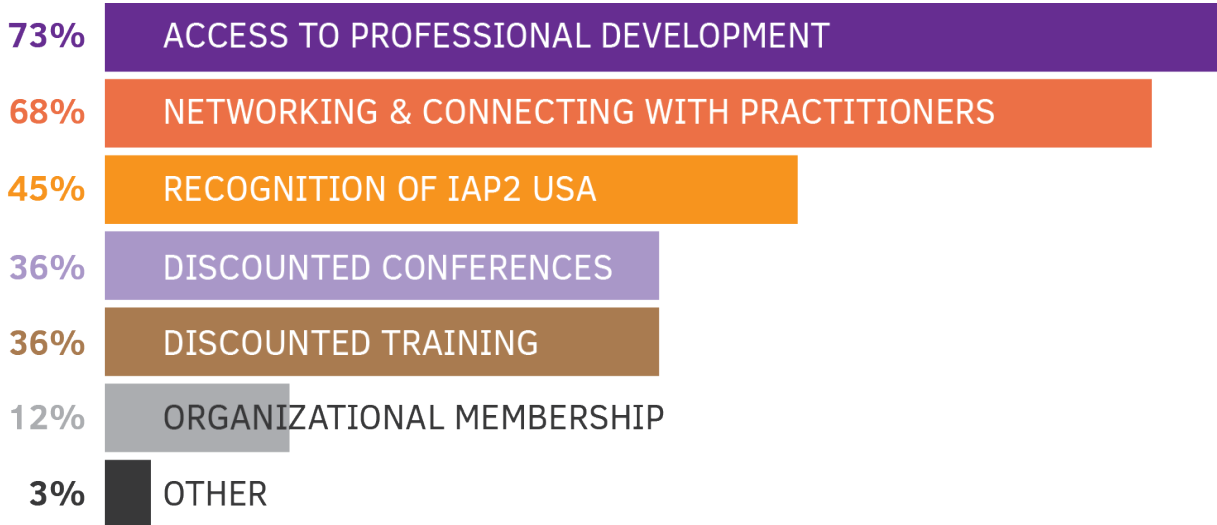 73% ACCESS TO PROFESSIONAL DEVELOPMENT
68% NETWORKING & CONNECTING WITH PRACTITIONERS
45% RECOGNITION OF IAP2 USA
36% DISCOUNTED CONFERENCES
36% DISCOUNTED TRAINING
12% ORGANIZATIONAL MEMBERSHIP
3% OTHER